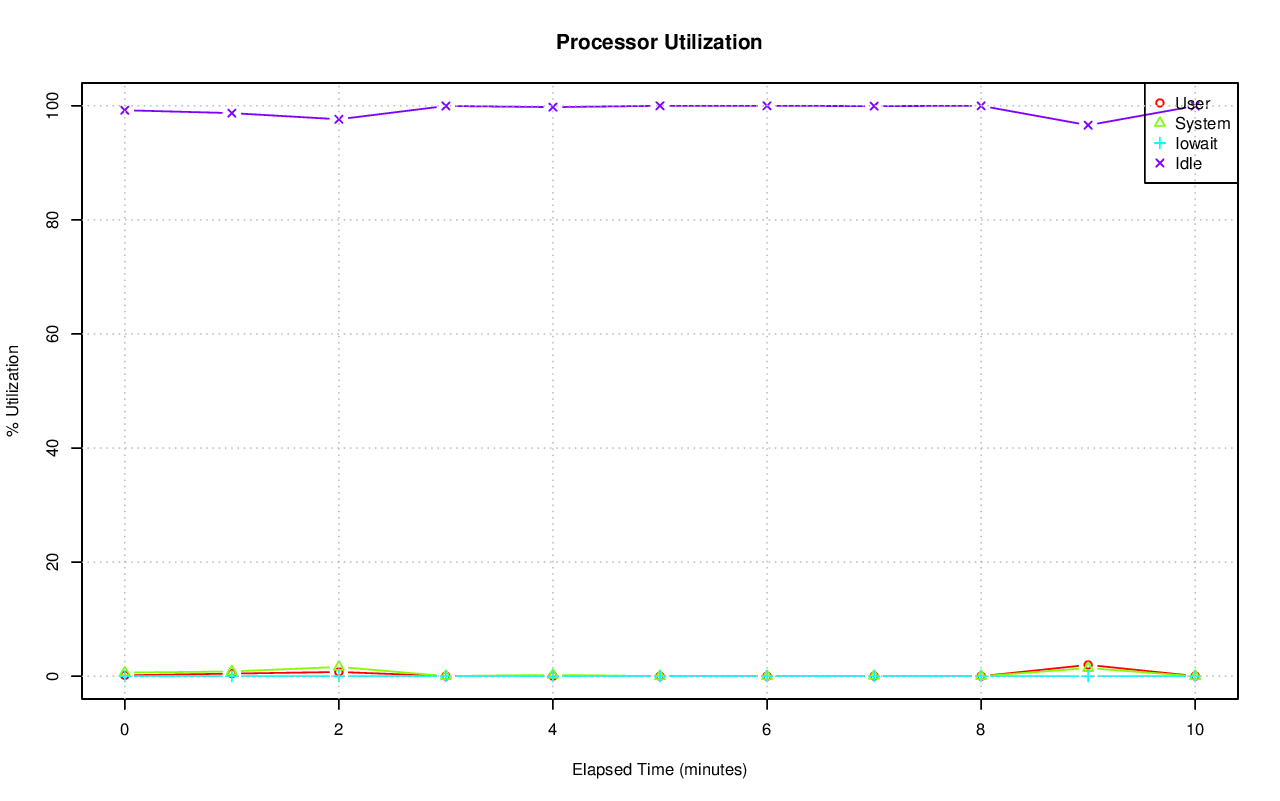 Processor Utilization
100
80
60
40
20
0
% Utilization
User
System
Iowait
Idle
0 2 4 6 8 10
Elapsed Time (minutes)